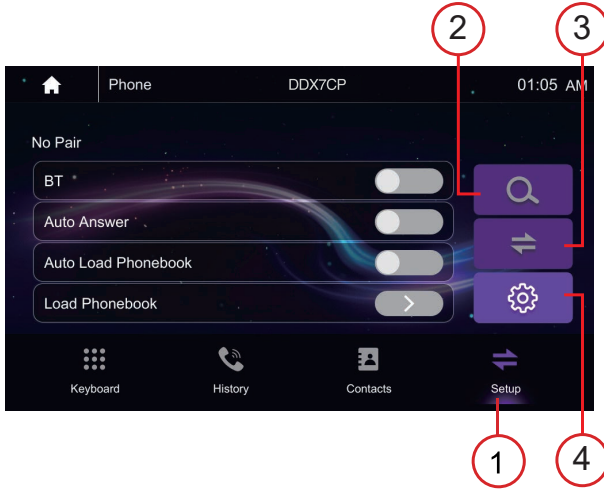 2 3
Phone DDX7CP 01:05 AM
No Pair
BT
Auto Answer
Auto Load Phonebook
Load Phonebook
Keyboard History Contacts Setup
1 4